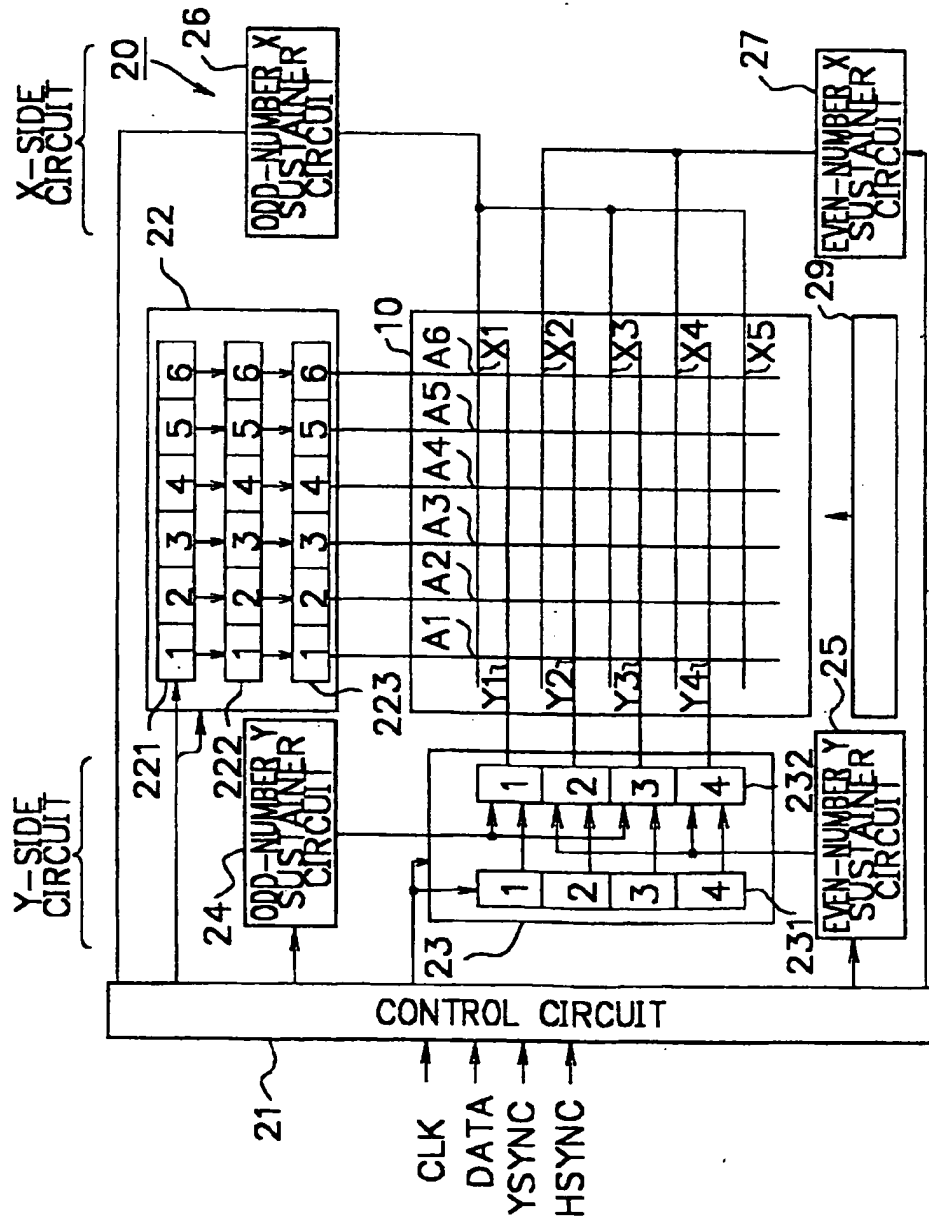 X-SIDE
CIRCUIT
20
26
ODD-NUMBER X
SUSTAINER
CIRCUIT
27
EVEN-NUMBER X
SUSTAINER
CIRCUIT
22
1 2 3 4 5 6
1 2 3 4 5 6
1 2 3 4 5 6
221
222
223
10
29
A1 A2 A3 A4 A5 A6
X1
X2
X3
X4
X5
Y1
Y2
Y3
Y4
Y-SIDE
CIRCUIT
24
ODD-NUMBER Y
SUSTAINER
CIRCUIT
1
2
3
4
1
2
3
4
23
231
232
25
EVEN-NUMBER Y
SUSTAINER
CIRCUIT
CONTROL CIRCUIT
21
CLK
DATA
YSYNC
HSYNC